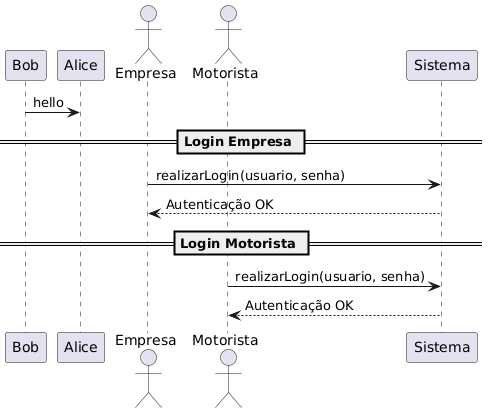 Bob Alice Empresa Motorista Sistema
hello
Login Empresa
realizarLogin(usuario, senha)
Autenticação OK
Login Motorista
realizarLogin(usuario, senha)
Autenticação OK
Bob Alice Empresa Motorista Sistema